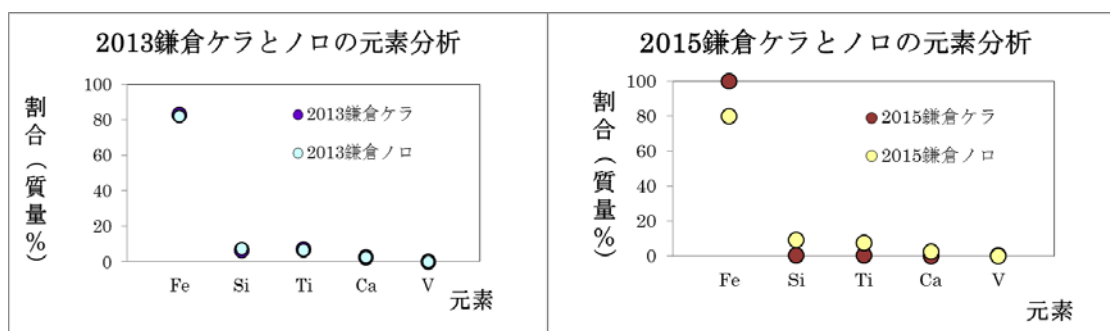 2013鎌倉ケラとノロの元素分析
割合(質量%)
100
80
60
40
20
0
2013鎌倉ケラ
2013鎌倉ノロ
Fe Si Ti Ca V
元素
2015鎌倉ケラとノロの元素分析
割合(質量%)
100
80
60
40
20
0
2015鎌倉ケラ
2015鎌倉ノロ
Fe Si Ti Ca V
元素